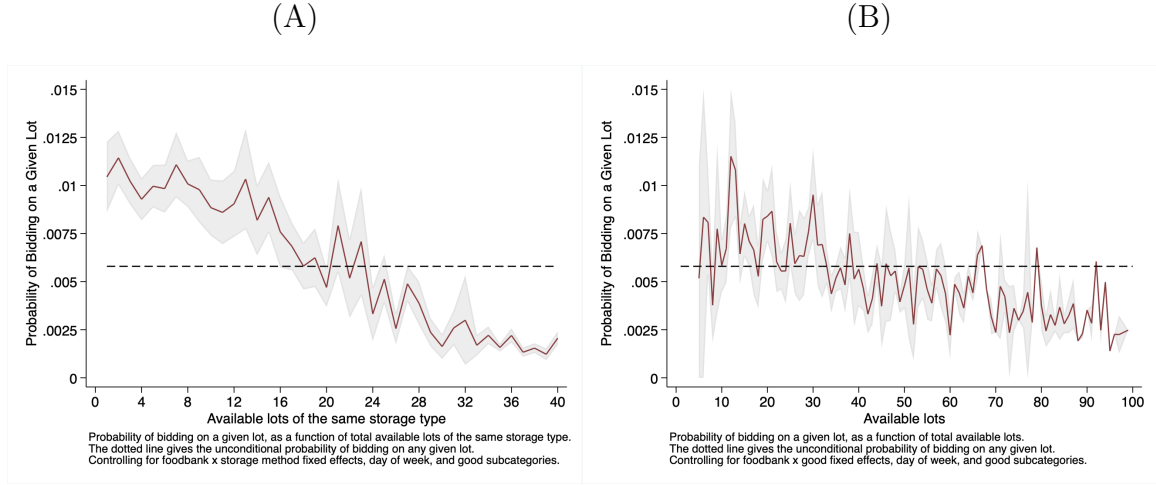 (A)
(B)
Probability of Bidding on a Given Lot
.015
.0125
.01
.0075
.005
.0025
0
0 4 8 12 16 20 24 28 32 36 40
Available lots of the same storage type
Probability of bidding on a given lot, as a function of total available lots of the same storage type.
The dotted line gives the unconditional probability of bidding on any given lot.
Controlling for foodbank x storage method fixed effects, day of week, and good subcategories.
Probability of Bidding on a Given Lot
.015
.0125
.01
.0075
.005
.0025
0
0 10 20 30 40 50 60 70 80 90 100
Available lots
Probability of bidding on a given lot, as a function of total available lots.
The dotted line gives the unconditional probability of bidding on any given lot.
Controlling for foodbank x good fixed effects, day of week, and good subcategories.